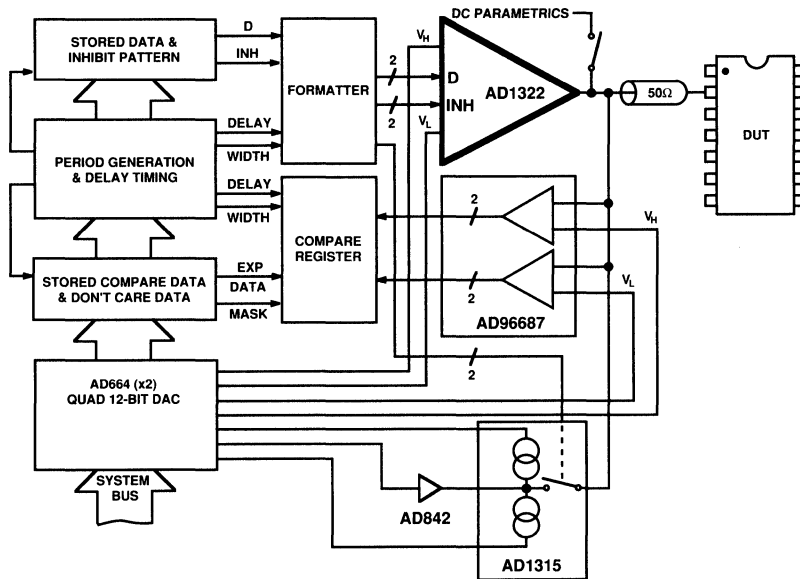 DC PARAMETRICS
STORED DATA &
INHIBIT PATTERN
D
INH
FORMATTER
2
2
VH
D
INH
VL
AD1322
50Ω
DUT
PERIOD GENERATION
& DELAY TIMING
DELAY
WIDTH
DELAY
WIDTH
COMPARE
REGISTER
2
2
VH
VL
AD96687
STORED COMPARE DATA
& DON'T CARE DATA
EXP
DATA
MASK
2
AD664 (x2)
QUAD 12-BIT DAC
SYSTEM
BUS
AD842
AD1315